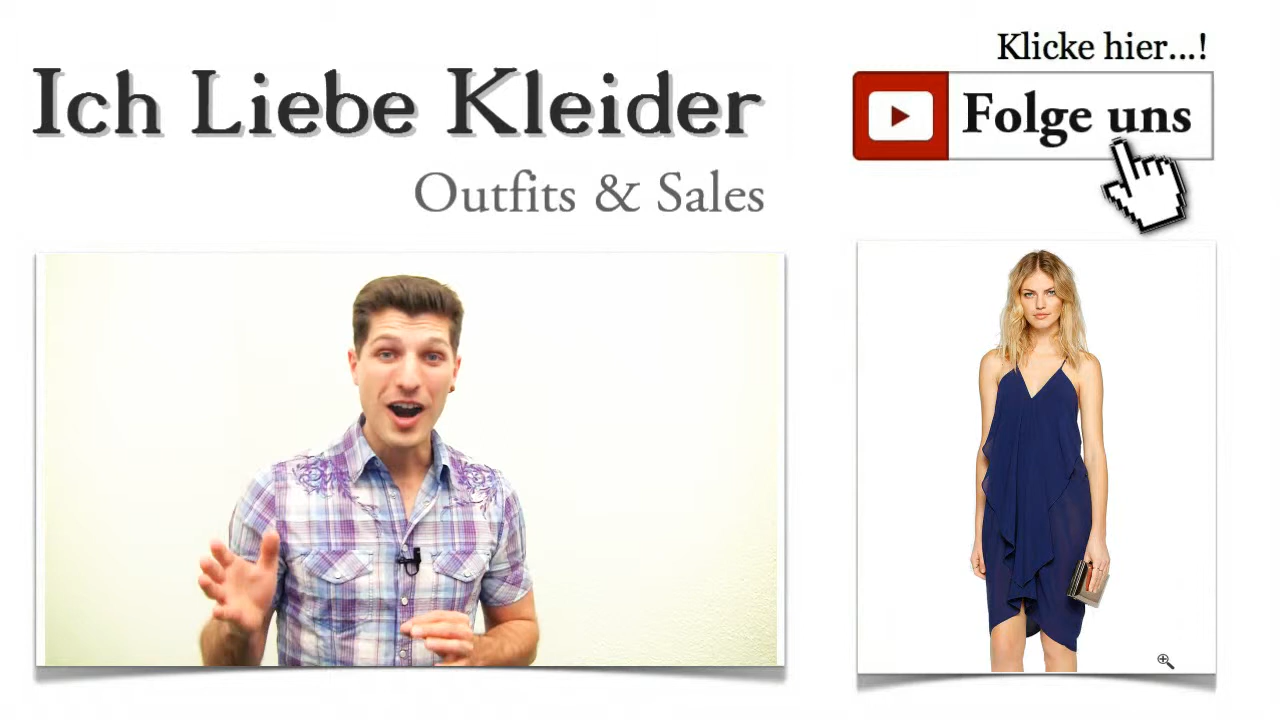 Ich Liebe Kleider
Outfits & Sales
Klicke hier...!
Folge uns